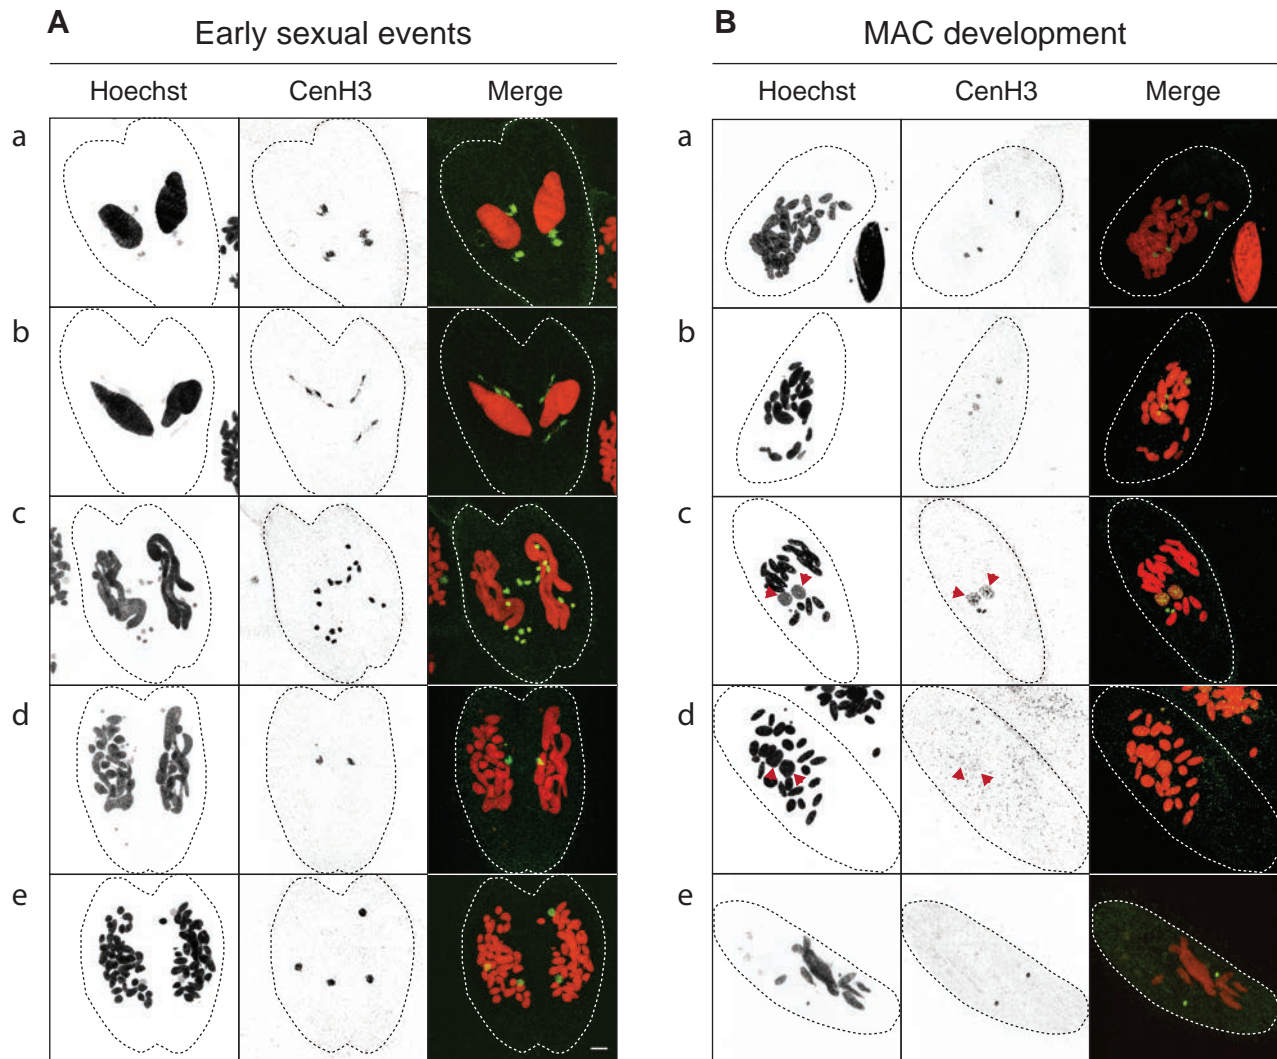 A
Early sexual events
Hoechst
CenH3
Merge
a
b
c
d
e
B
MAC development
Hoechst
CenH3
Merge
a
b
c
d
e